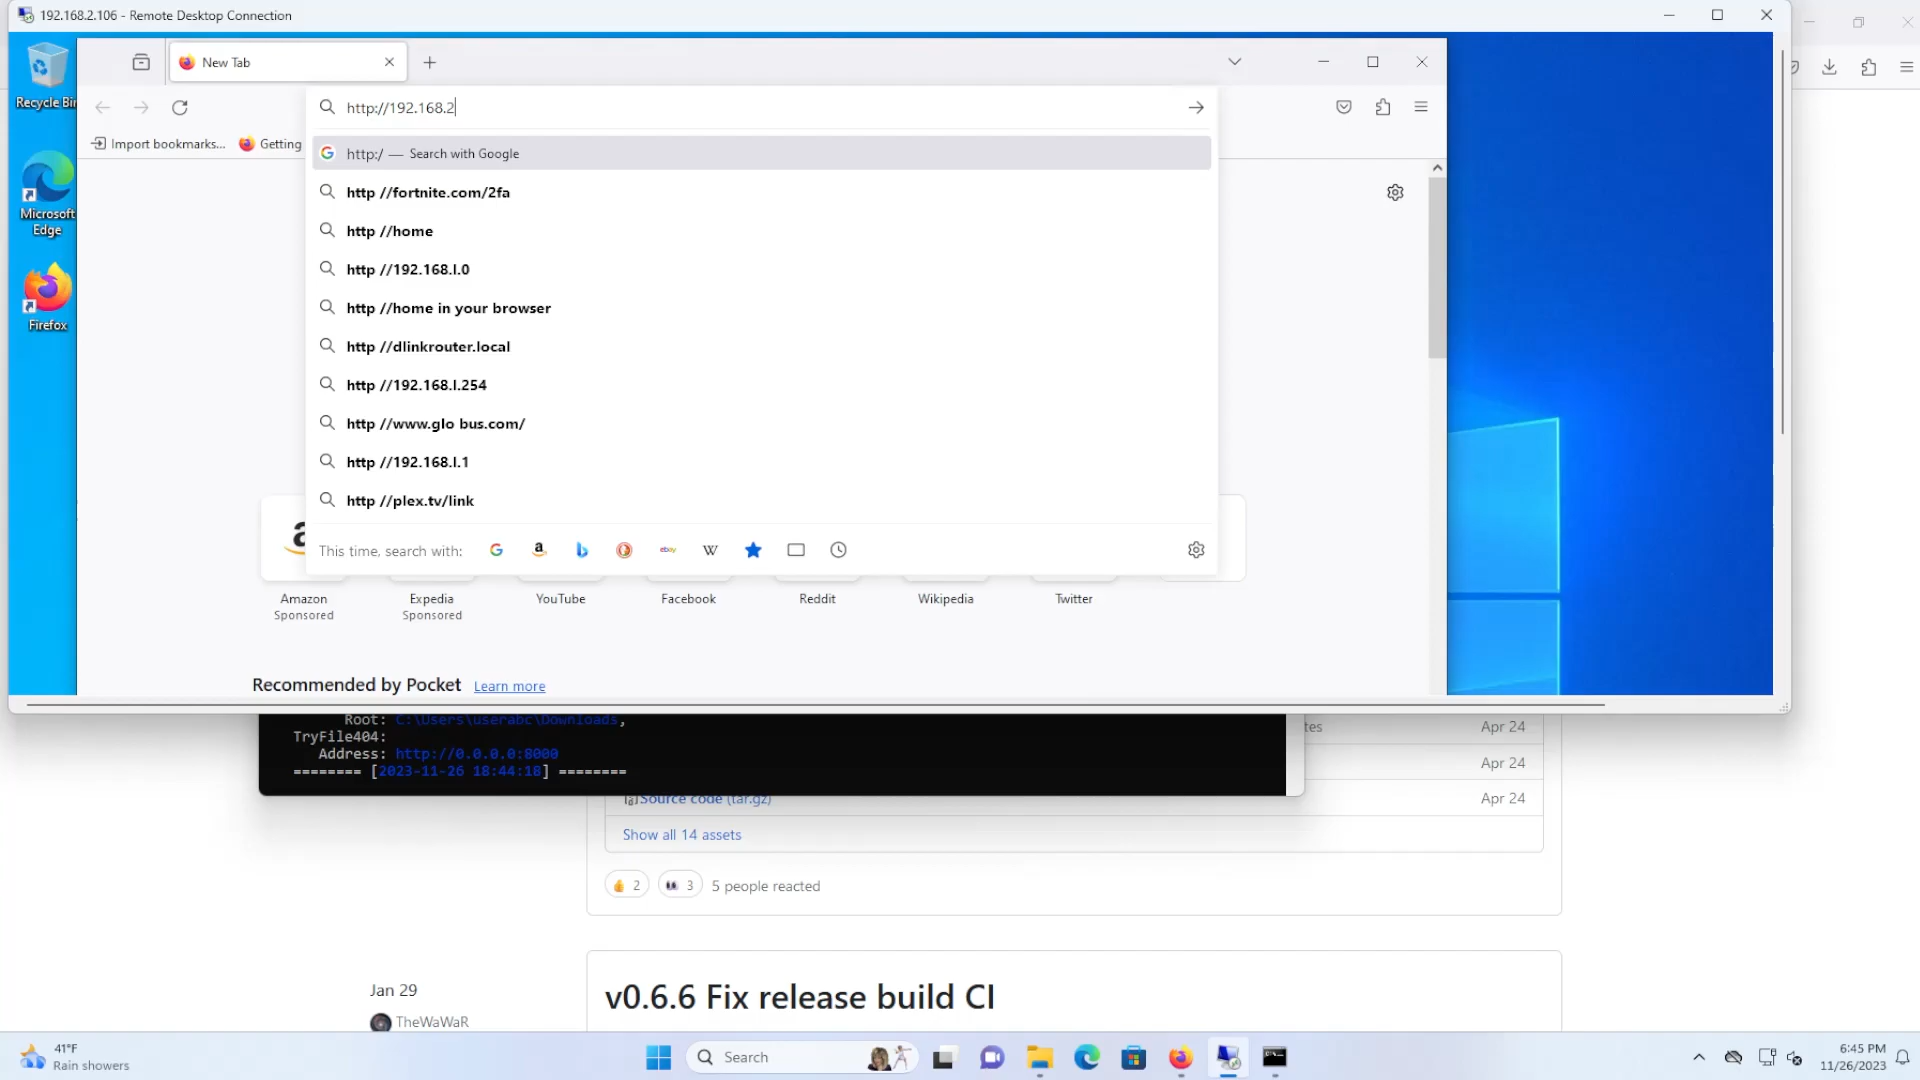 192.168.2.106 - Remote Desktop Connection
Recycle Bin
New Tab
http://192.168.2
Import bookmarks...
Getting
http:/ — Search with Google
http //fortnite.com/2fa
http //home
http //192.168.l.0
http //home in your browser
http //dlinkrouter.local
http //192.168.l.254
http //www.glo bus.com/
http //192.168.l.1
http //plex.tv/link
This time, search with:
Microsoft
Edge
Firefox
Amazon
Sponsored
Expedia
Sponsored
YouTube
Facebook
Reddit
Wikipedia
Twitter
Recommended by Pocket Learn more
Root: C:\Users\userabc\Downloads,
TryFile404:
Address: http://0.0.0.0:8000
======== [2023-11-26 18:44:18] ========
tes
Apr 24
Apr 24
Source code (tar.gz)
Apr 24
Show all 14 assets
2
3
5 people reacted
Jan 29
TheWaWaR
v0.6.6 Fix release build CI
41°F
Rain showers
Search
6:45 PM
11/26/2023